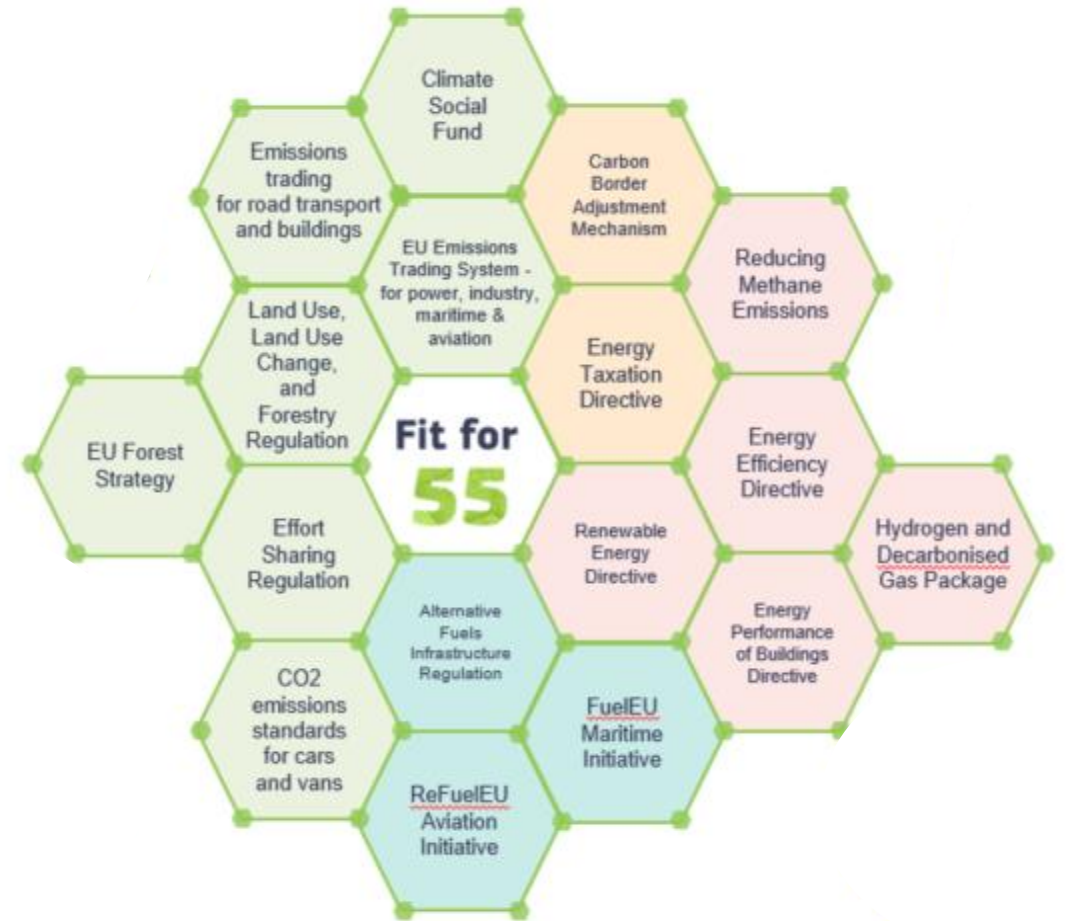 Climate
Social
Fund
Emissions
trading
for road transport
and buildings
Carbon
Border
Adjustment
Mechanism
EU Emissions
Trading System -
for power, industry,
maritime &
aviation
Reducing
Methane
Emissions
Land Use,
Land Use
Change,
and
Forestry
Regulation
Energy
Taxation
Directive
EU Forest
Strategy
Fit for
55
Energy
Efficiency
Directive
Effort
Sharing
Regulation
Renewable
Energy
Directive
Hydrogen and
Decarbonised
Gas Package
Alternative
Fuels
Infrastructure
Regulation
Energy
Performance
of Buildings
Directive
CO2
emissions
standards
for cars
and vans
FuelEU
Maritime
Initiative
ReFuelEU
Aviation
Initiative